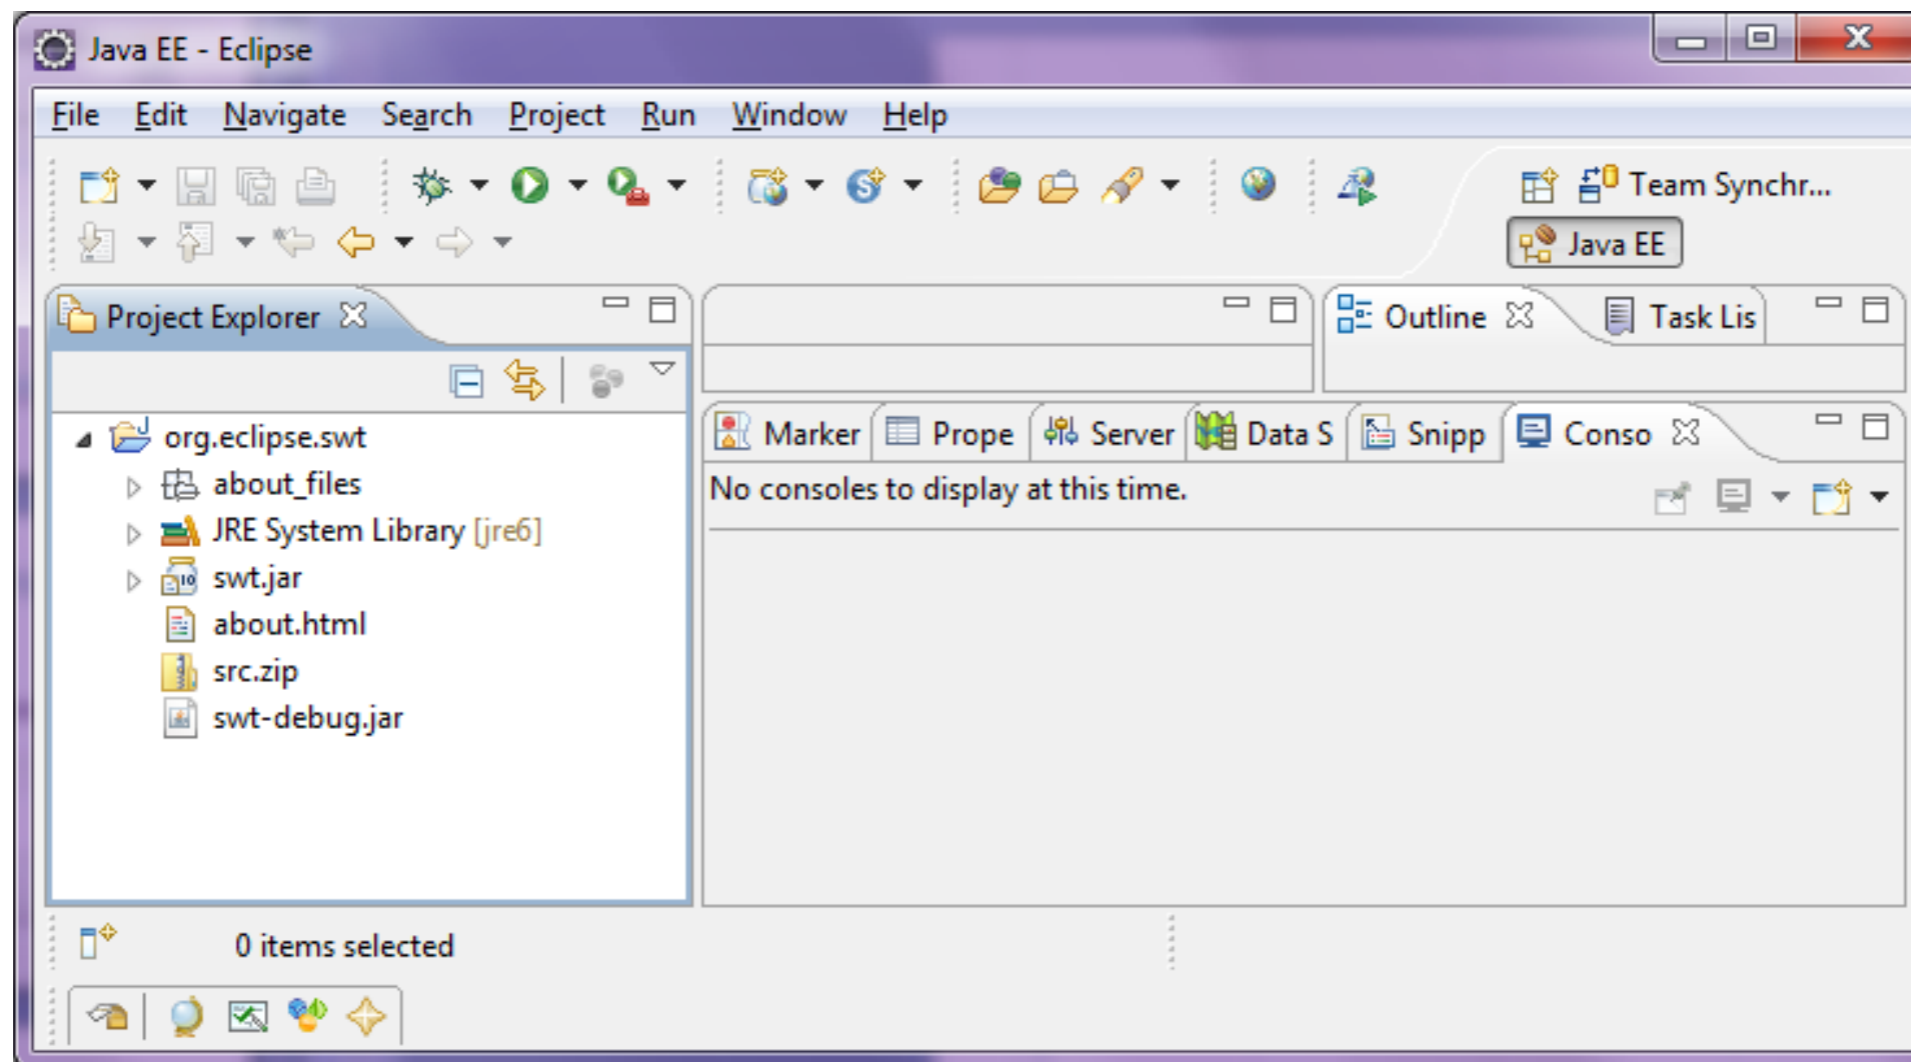 Java EE - Eclipse
File Edit Navigate Search Project Run Window Help
Team Synchr...
Java EE
Project Explorer
Outline Task Lis
org.eclipse.swt
about_files
JRE System Library [jre6]
swt.jar
about.html
src.zip
swt-debug.jar
Marker Prope Server Data S Snipp Conso
No consoles to display at this time.
0 items selected